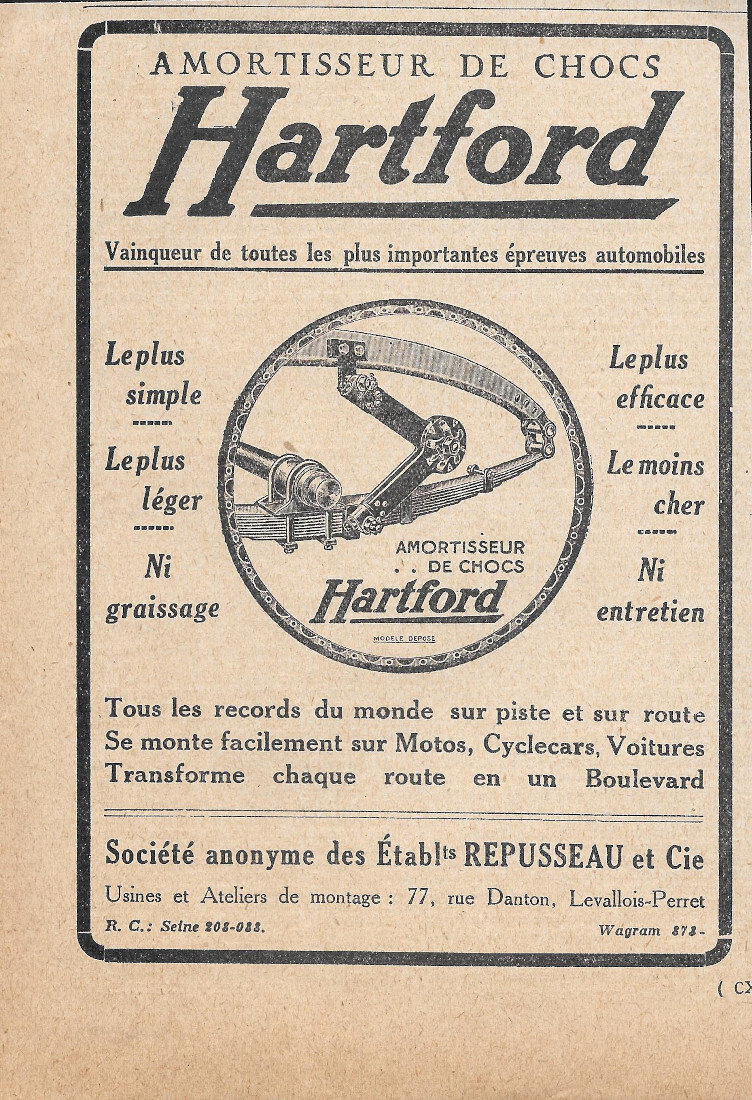 AMORTISSEUR DE CHOCS
Hartford
Vainqueur de toutes les plus importantes épreuves automobiles
Le plus
simple
Le plus
léger
Ni
graissage
Le plus
efficace
Le moins
cher
Ni
entretien
AMORTISSEUR
. . DE CHOCS
Hartford
MODÈLE DÉPOSÉ
Tous les records du monde sur piste et sur route
Se monte facilement sur Motos, Cyclecars, Voitures
Transforme chaque route en un Boulevard
Société anonyme des Établts REPUSSEAU et Cie
Usines et Ateliers de montage : 77, rue Danton, Levallois-Perret
R. C.: Seine 208-088.
Wagram
( CX